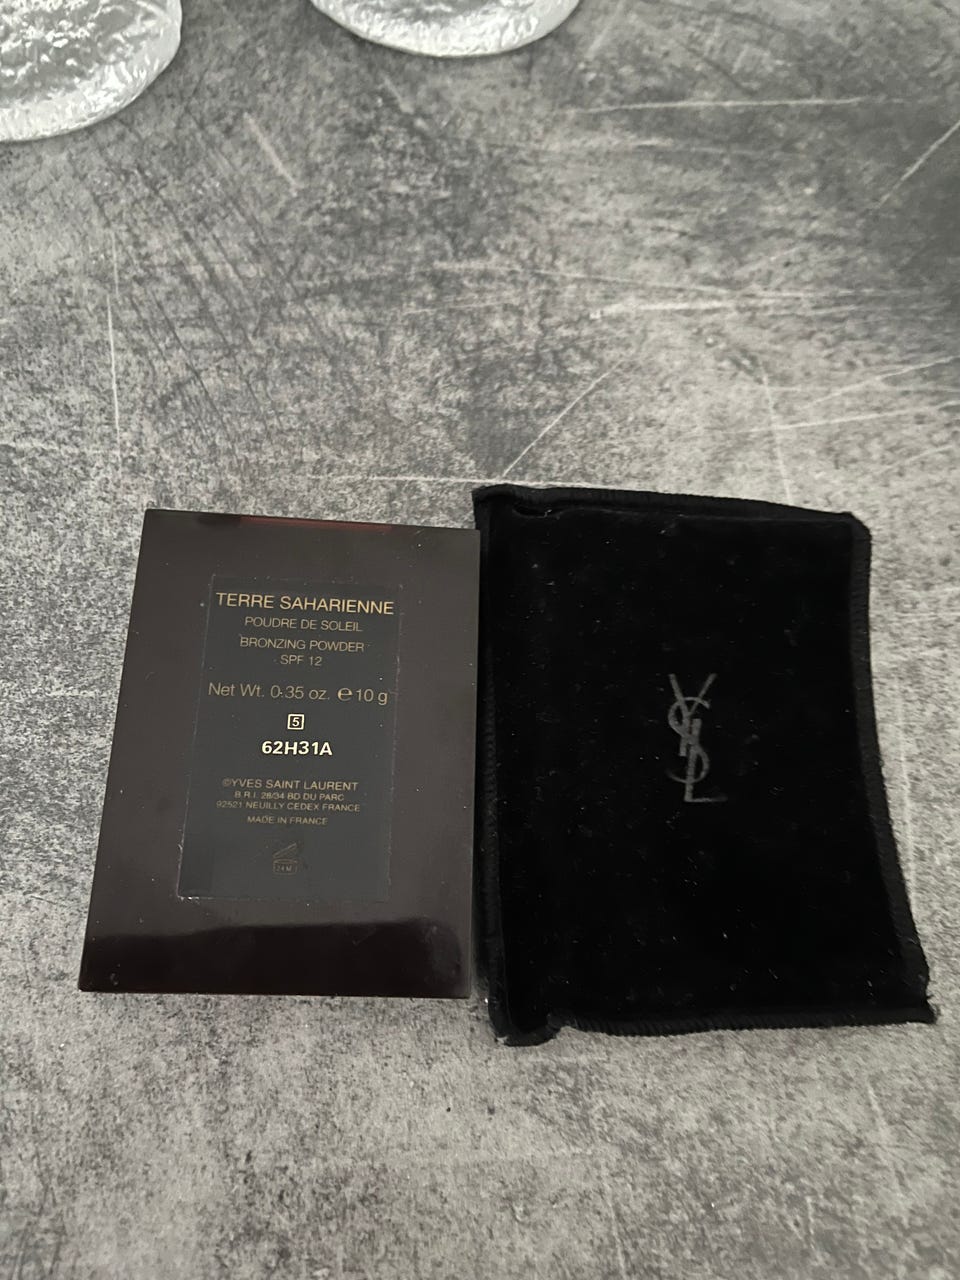 TERRE SAHARIENNE
POUDRE DE SOLEIL
BRONZING POWDER
SPF 12
Net Wt. 0.35 oz. ℮ 10 g
5
62H31A
©YVES SAINT LAURENT
B.R.I. 28/34 BD DU PARC
92521 NEUILLY CEDEX FRANCE
MADE IN FRANCE
24 M
YSL